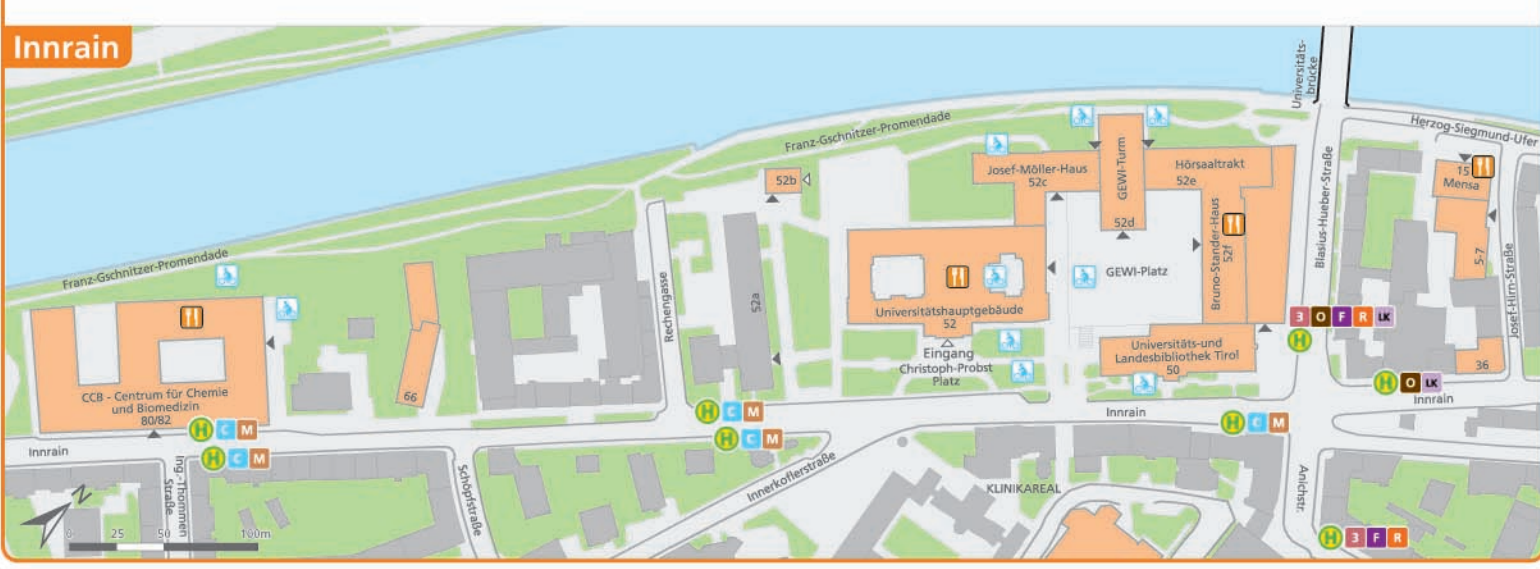 Innrain
Universitäts-
brücke
Franz-Gschnitzer-Promendade
Herzog-Siegmund-Ufer
GEWI-Turm
Josef-Möller-Haus
52c
Hörsaaltrakt
52e
Blasius-Hueber-Straße
15
Mensa
52b
52d
Bruno-Stander-Haus
52f
5-7
Josef-Hirn-Straße
Franz-Gschnitzer-Promendade
Rechengasse
52a
GEWI-Platz
Universitätshauptgebäude
52
3 O F R LK
H
Eingang
Christoph-Probst
Platz
Universitäts-und
Landesbibliothek Tirol
50
36
H O LK
Innrain
CCB - Centrum für Chemie
und Biomedizin
80/82
66
H C M
Innrain
H C M
H C M
H C M
H C M
Innrain
Ing.-Thommen
Straße
Schöpfstraße
Innerkoflerstraße
KLINIKAREAL
Anichstr.
N
0 25 50 100m
H 3 F R